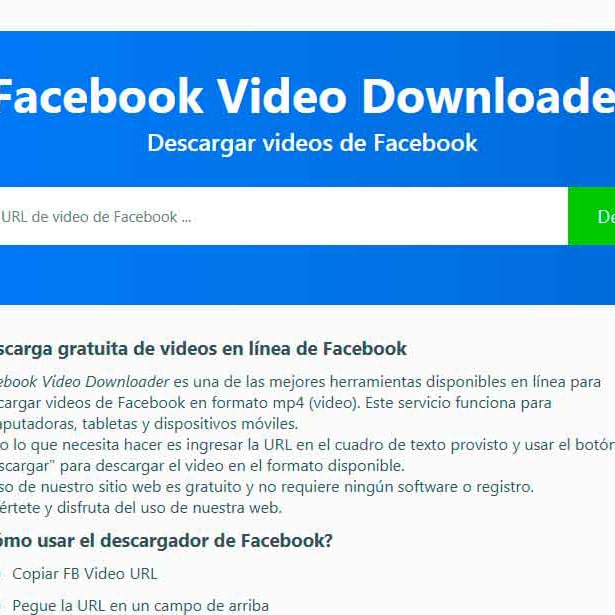 Facebook Video Downloade
Descargar videos de Facebook
URL de video de Facebook ...
De
scarga gratuita de videos en línea de Facebook
ebook Video Downloader es una de las mejores herramientas disponibles en línea para
cargar videos de Facebook en formato mp4 (video). Este servicio funciona para
nputadoras, tabletas y dispositivos móviles.
o lo que necesita hacer es ingresar la URL en el cuadro de texto provisto y usar el botón
scargar" para descargar el video en el formato disponible.
so de nuestro sitio web es gratuito y no requiere ningún software o registro.
értete y disfruta del uso de nuestra web.
ómo usar el descargador de Facebook?
Copiar FB Video URL
Pegue la URL en un campo de arriba